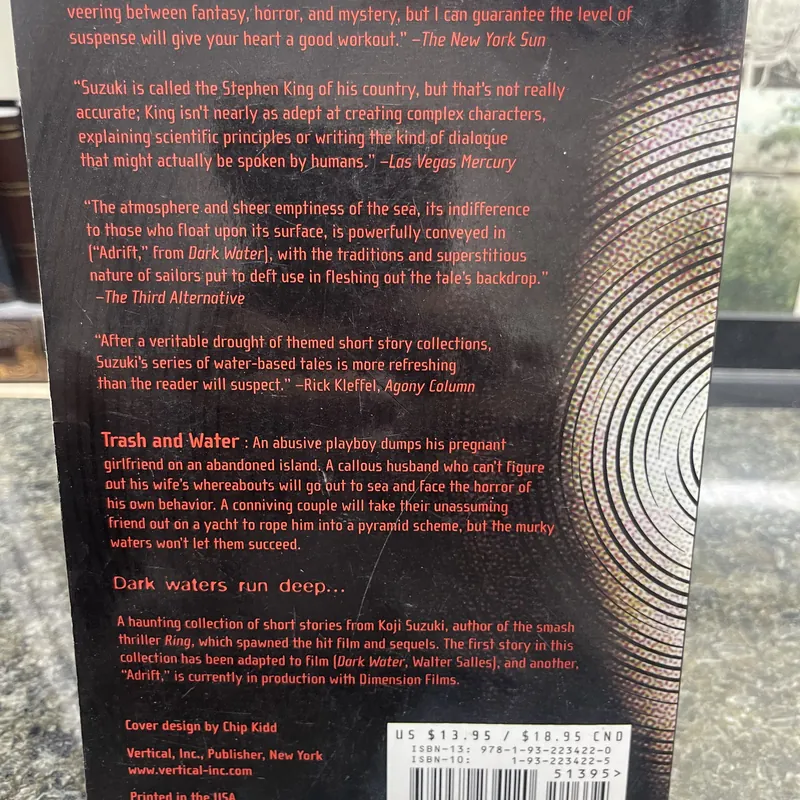 veering between fantasy, horror, and mystery, but I can guarantee the level of
suspense will give your heart a good workout." –The New York Sun
"Suzuki is called the Stephen King of his country, but that's not really
accurate; King isn't nearly as adept at creating complex characters,
explaining scientific principles or writing the kind of dialogue
that might actually be spoken by humans." –Las Vegas Mercury
"The atmosphere and sheer emptiness of the sea, its indifference
to those who float upon its surface, is powerfully conveyed in
("Adrift," from Dark Water), with the traditions and superstitious
nature of sailors put to deft use in fleshing out the tale's backdrop."
–The Third Alternative
"After a veritable drought of themed short story collections,
Suzuki's series of water-based tales is more refreshing
than the reader will suspect." –Rick Kleffel, Agony Column
Trash and Water : An abusive playboy dumps his pregnant
girlfriend on an abandoned island. A callous husband who can't figure
out his wife's whereabouts will go out to sea and face the horror of
his own behavior. A conniving couple will take their unassuming
friend out on a yacht to rope him into a pyramid scheme, but the murky
waters won't let them succeed.
Dark waters run deep...
A haunting collection of short stories from Koji Suzuki, author of the smash
thriller Ring, which spawned the hit film and sequels. The first story in this
collection has been adapted to film (Dark Water, Walter Salles), and another,
"Adrift," is currently in production with Dimension Films.
Cover design by Chip Kidd
Vertical, Inc., Publisher, New York
www.vertical-inc.com
Printed in the USA
US $13.95 / $18.95 CND
ISBN-13: 978-1-93-223422-0
ISBN-10: 1-93-223422-5
51395>